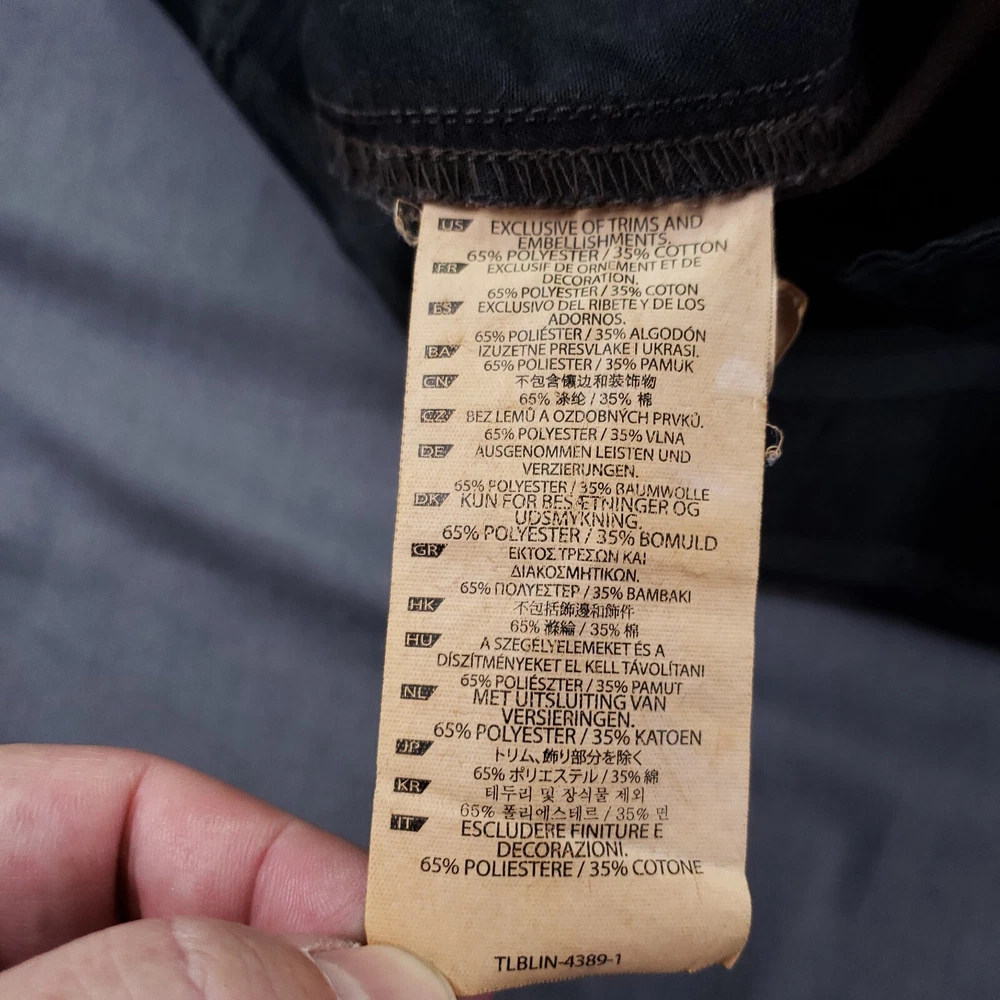 US EXCLUSIVE OF TRIMS AND
EMBELLISHMENTS.
65% POLYESTER / 35% COTTON
FR EXCLUSIF DE ORNEMENT ET DE
DECORATION.
65% POLYESTER / 35% COTON
ES EXCLUSIVO DEL RIBETE Y DE LOS
ADORNOS.
65% POLIÉSTER / 35% ALGODÓN
BA IZUZETNE PRESVLAKE I UKRASI.
65% POLIESTER / 35% PAMUK
CN 不包含镶边和装饰物
65% 涤纶 / 35% 棉
CZ BEZ LEMŮ A OZDOBNÝCH PRVKŮ.
65% POLYESTER / 35% VLNA
DE AUSGENOMMEN LEISTEN UND
VERZIERUNGEN.
65% POLYESTER / 35% BAUMWOLLE
DK KUN FOR BESÆTNINGER OG
UDSMYKNING.
65% POLYESTER / 35% BOMULD
GR ΕΚΤΟΣ ΤΡΕΣΩΝ ΚΑΙ
ΔΙΑΚΟΣΜΗΤΙΚΩΝ.
65% ΠΟΛΥΕΣΤΕΡ / 35% ΒΑΜΒΑΚΙ
HK 不包括飾邊和飾件
65% 滌綸 / 35% 棉
HU A SZEGÉLYELEMEKET ÉS A
DÍSZÍTMÉNYEKET EL KELL TÁVOLÍTANI
65% POLIÉSZTER / 35% PAMUT
NL MET UITSLUITING VAN
VERSIERINGEN.
65% POLYESTER / 35% KATOEN
JP トリム、飾り部分を除く
65% ポリエステル / 35% 綿
KR 테두리 및 장식물 제외
65% 폴리에스테르 / 35% 면
IT ESCLUDERE FINITURE E
DECORAZIONI.
65% POLIESTERE / 35% COTONE
TLBLIN-4389-1